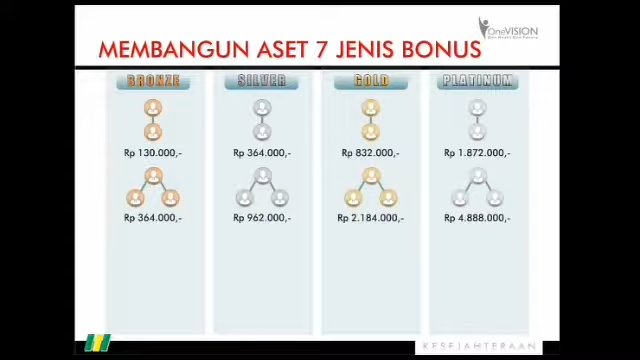 OneVISION
MEMBANGUN ASET 7 JENIS BONUS
BRONZE SILVER GOLD PLATINUM
Rp 130.000,- Rp 364.000,- Rp 832.000,- Rp 1.872.000,-
Rp 364.000,- Rp 962.000,- Rp 2.184.000,- Rp 4.888.000,-
KESEJAHTERAAN